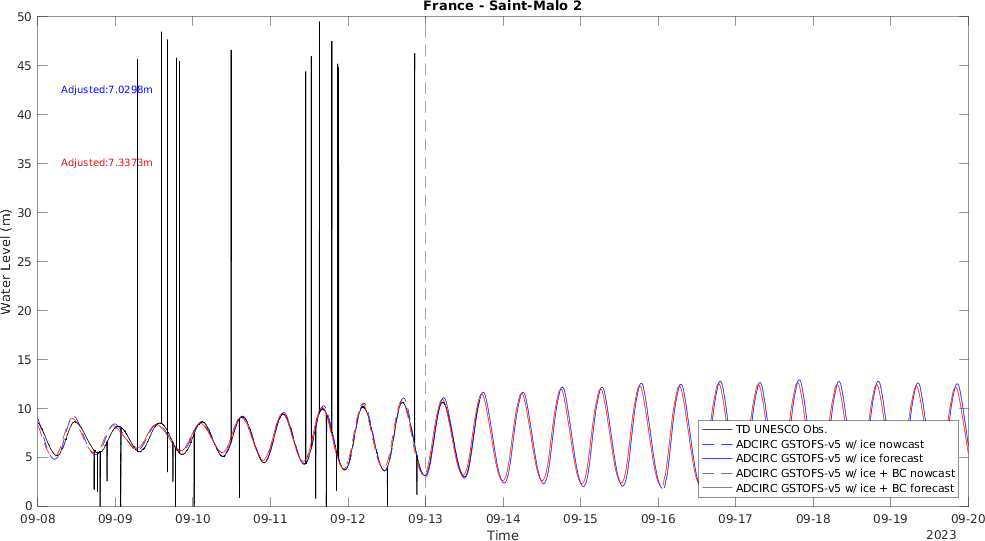 France - Saint-Malo 2
Water Level (m)
50
45
40
35
30
25
20
15
10
5
0
Adjusted:7.0298m
Adjusted:7.3373m
TD UNESCO Obs.
ADCIRC GSTOFS-v5 w/ ice nowcast
ADCIRC GSTOFS-v5 w/ ice forecast
ADCIRC GSTOFS-v5 w/ ice + BC nowcast
ADCIRC GSTOFS-v5 w/ ice + BC forecast
09-08 09-09 09-10 09-11 09-12 09-13 09-14 09-15 09-16 09-17 09-18 09-19 09-20
Time
2023